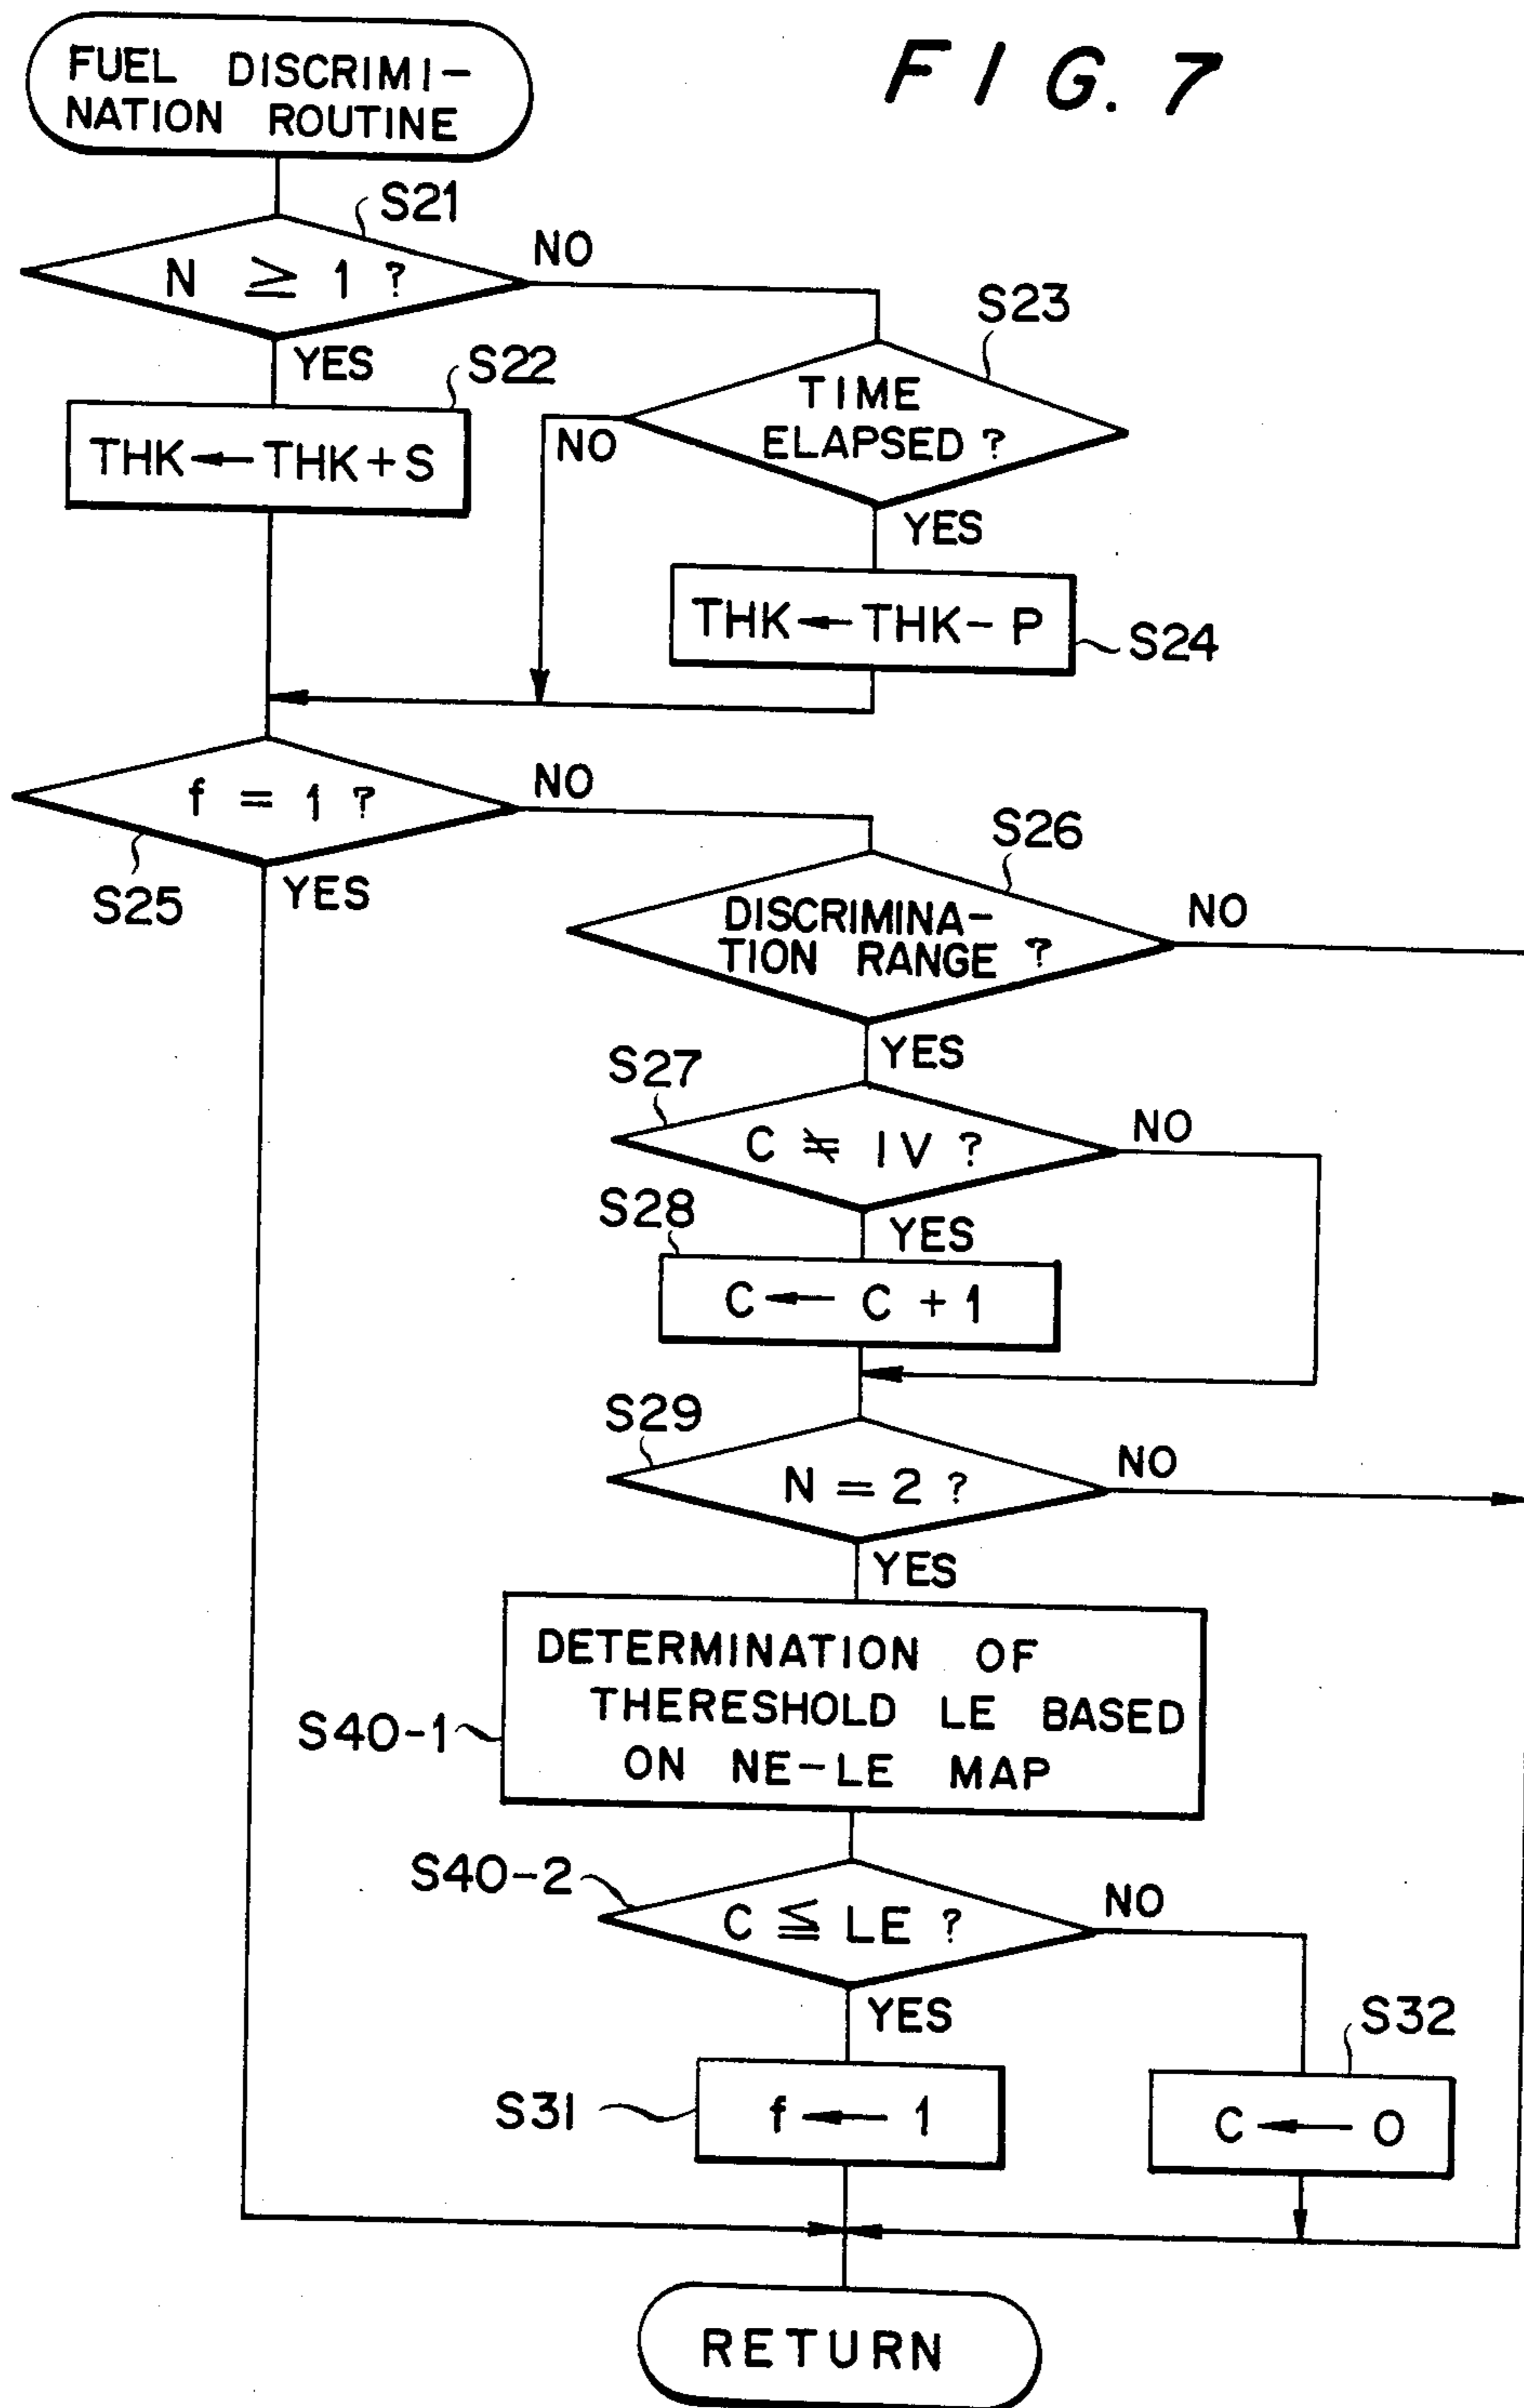 FIG. 7
FUEL DISCRIMI-
NATION ROUTINE
S21
N ≥ 1 ?
NO
YES
S22
THK ← THK + S
S23
TIME
ELAPSED ?
NO
YES
THK ← THK - P
S24
f = 1 ?
NO
S25
YES
S26
DISCRIMINA-
TION RANGE ?
NO
YES
S27
C ≠ IV ?
NO
S28
YES
C ← C + 1
S29
N = 2 ?
NO
YES
DETERMINATION OF
THERESHOLD LE BASED
ON NE-LE MAP
S40-1
S40-2
C ≦ LE ?
NO
YES
S32
S31
f ← 1
C ← 0
RETURN